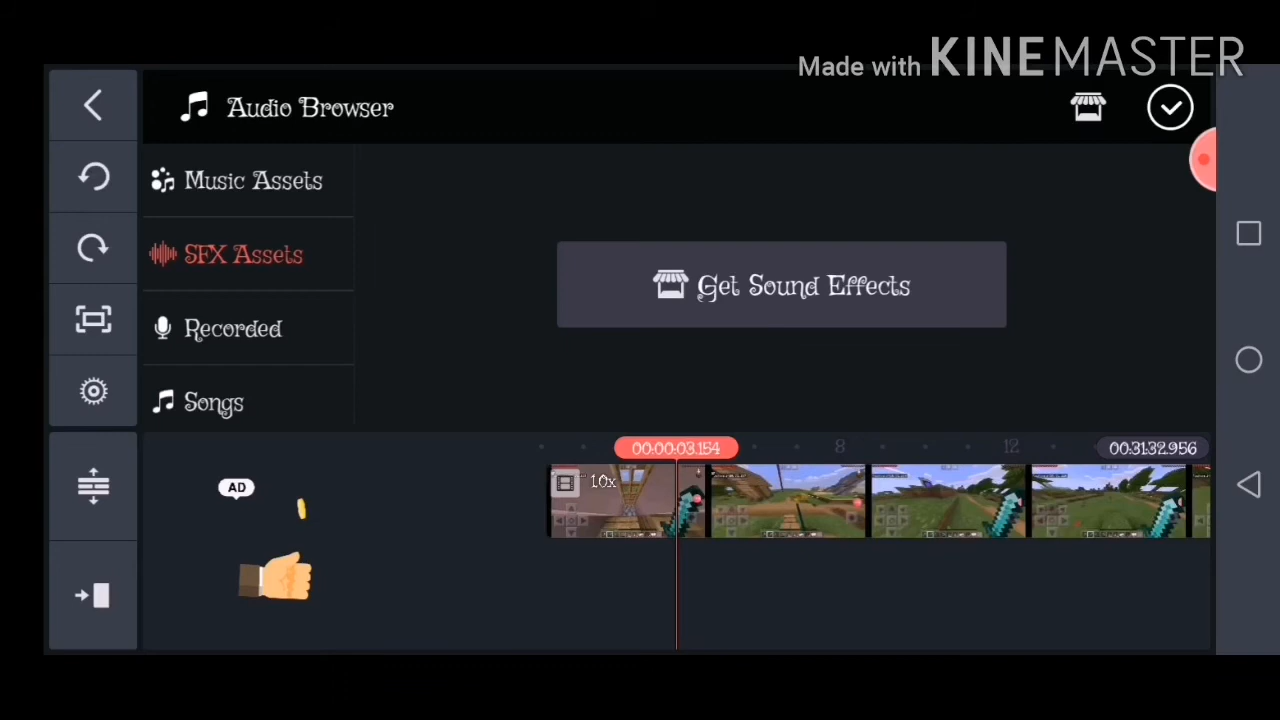 Made with KINEMASTER
Audio Browser
Music Assets
SFX Assets
Get Sound Effects
Recorded
Songs
00:00:03.154
8
12
00:31:32.956
AD
10x